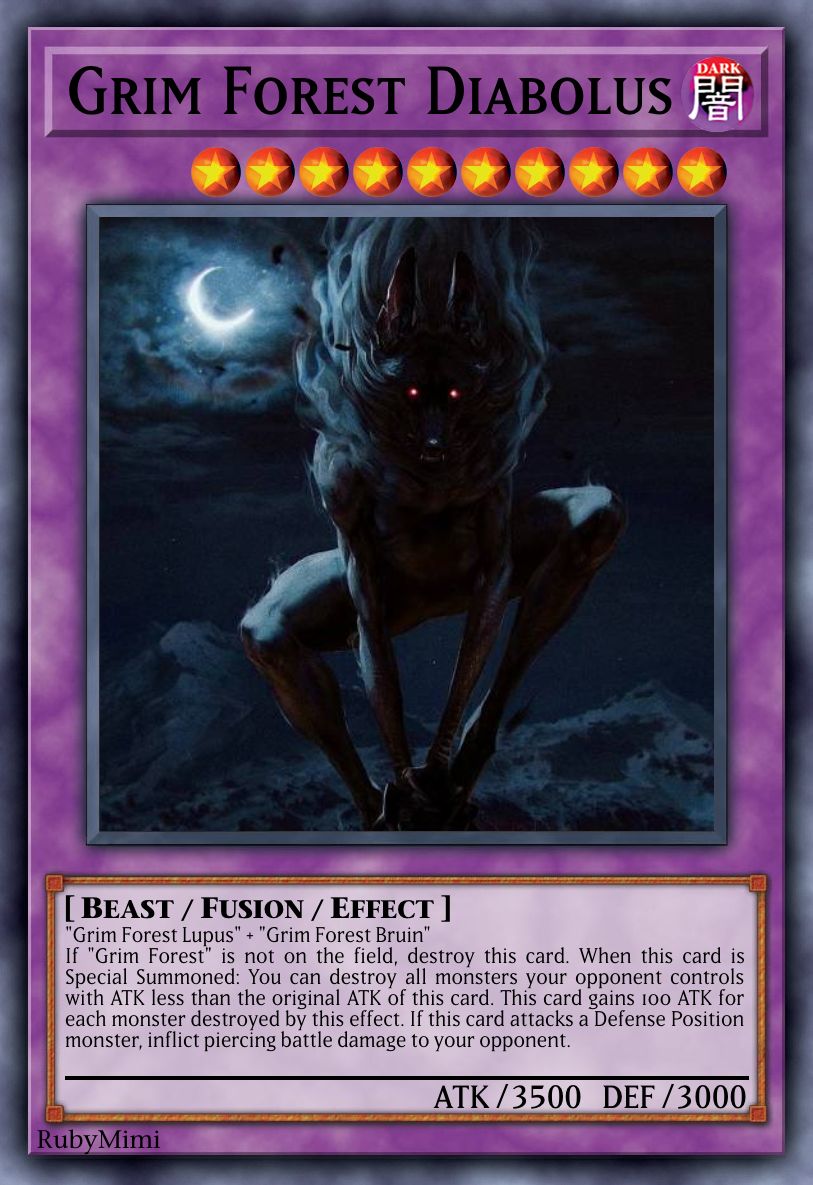 Grim Forest Diabolus
DARK
闇
[ Beast / Fusion / Effect ]
"Grim Forest Lupus" + "Grim Forest Bruin"
If "Grim Forest" is not on the field, destroy this card. When this card is
Special Summoned: You can destroy all monsters your opponent controls
with ATK less than the original ATK of this card. This card gains 100 ATK for
each monster destroyed by this effect. If this card attacks a Defense Position
monster, inflict piercing battle damage to your opponent.
ATK / 3500 DEF / 3000
RubyMimi